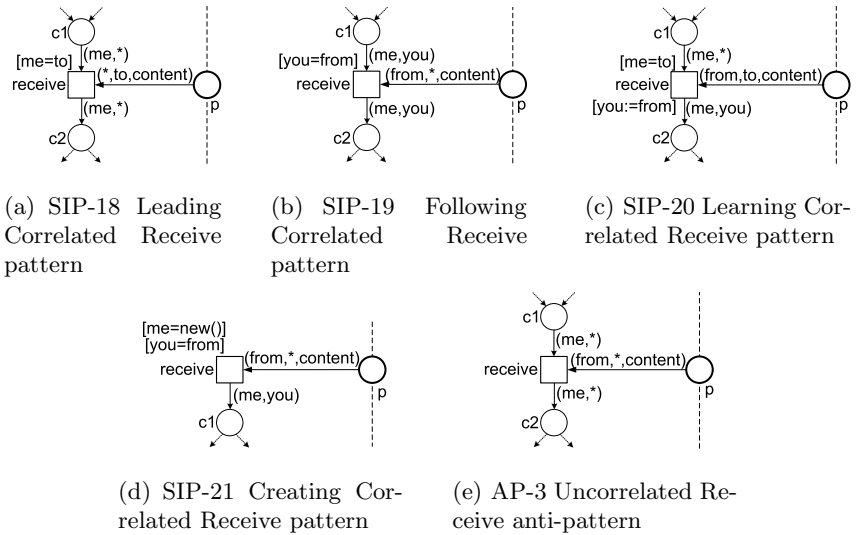 c1
(me,*)
[me=to]
(*,to,content)
receive
p
(me,*)
c2
(a) SIP-18 Leading
Correlated Receive
pattern
c1
(me,you)
[you=from]
(from,*,content)
receive
p
(me,you)
c2
(b) SIP-19 Following
Correlated Receive
pattern
c1
(me,*)
[me=to]
(from,to,content)
receive
p
[you:=from]
(me,you)
c2
(c) SIP-20 Learning Cor-
related Receive pattern
[me=new()]
[you=from]
(from,*,content)
receive
p
(me,you)
c1
(d) SIP-21 Creating Cor-
related Receive pattern
c1
(me,*)
(from,*,content)
receive
p
(me,*)
c2
(e) AP-3 Uncorrelated Re-
ceive anti-pattern